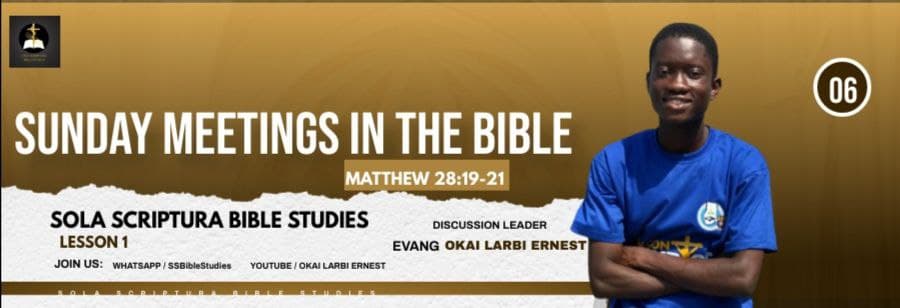 06
SUNDAY MEETINGS IN THE BIBLE
MATTHEW 28:19-21
SOLA SCRIPTURA BIBLE STUDIES
LESSON 1
DISCUSSION LEADER
EVANG OKAI LARBI ERNEST
JOIN US: WHATSAPP / SSBibleStudies YOUTUBE / OKAI LARBI ERNEST
SOLA SCRIPTURA BIBLE STUDIES